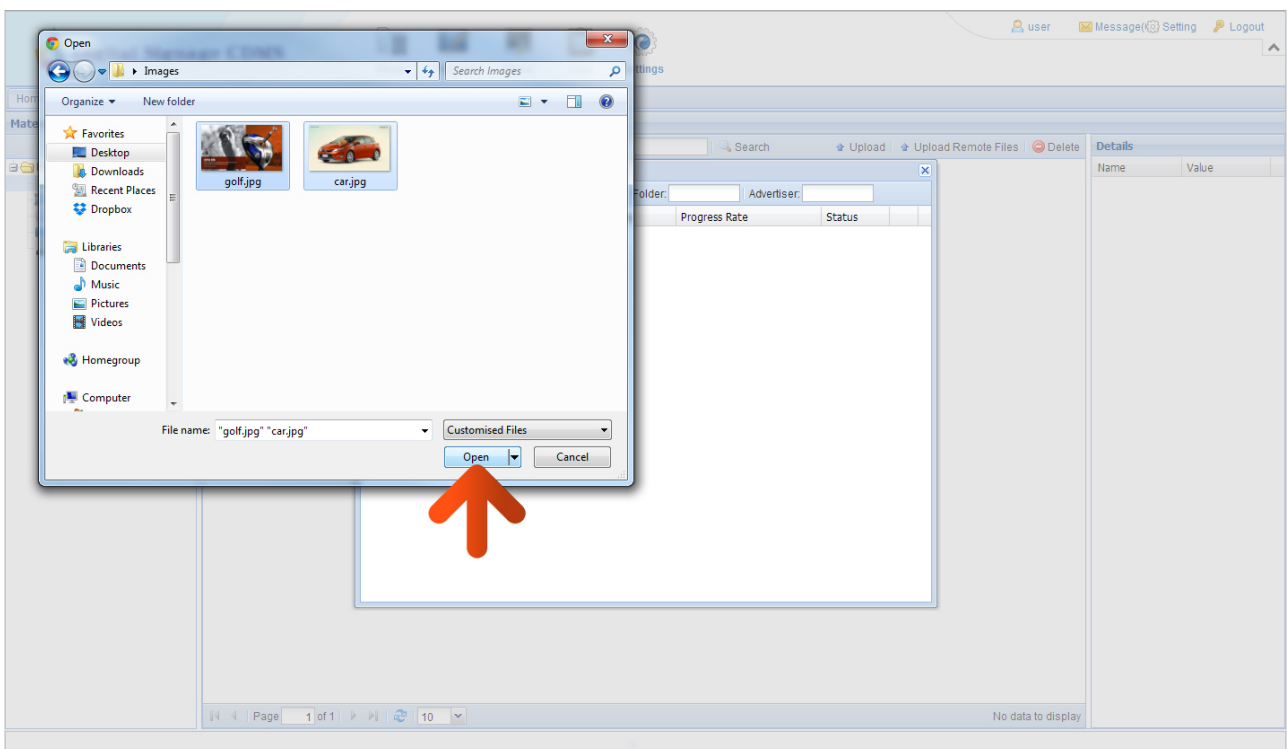 Open
Digital Signage CDMS
user Message( Setting Logout
Images
Search Images
Organize New folder
Favorites
Desktop
Downloads
Recent Places
Dropbox
Libraries
Documents
Music
Pictures
Videos
Homegroup
Computer
golf.jpg car.jpg
File name: "golf.jpg" "car.jpg" Customised Files
Open Cancel
Search Upload Upload Remote Files Delete
Folder: Advertiser:
Progress Rate Status
Details
Name Value
Page 1 of 1 10 No data to display